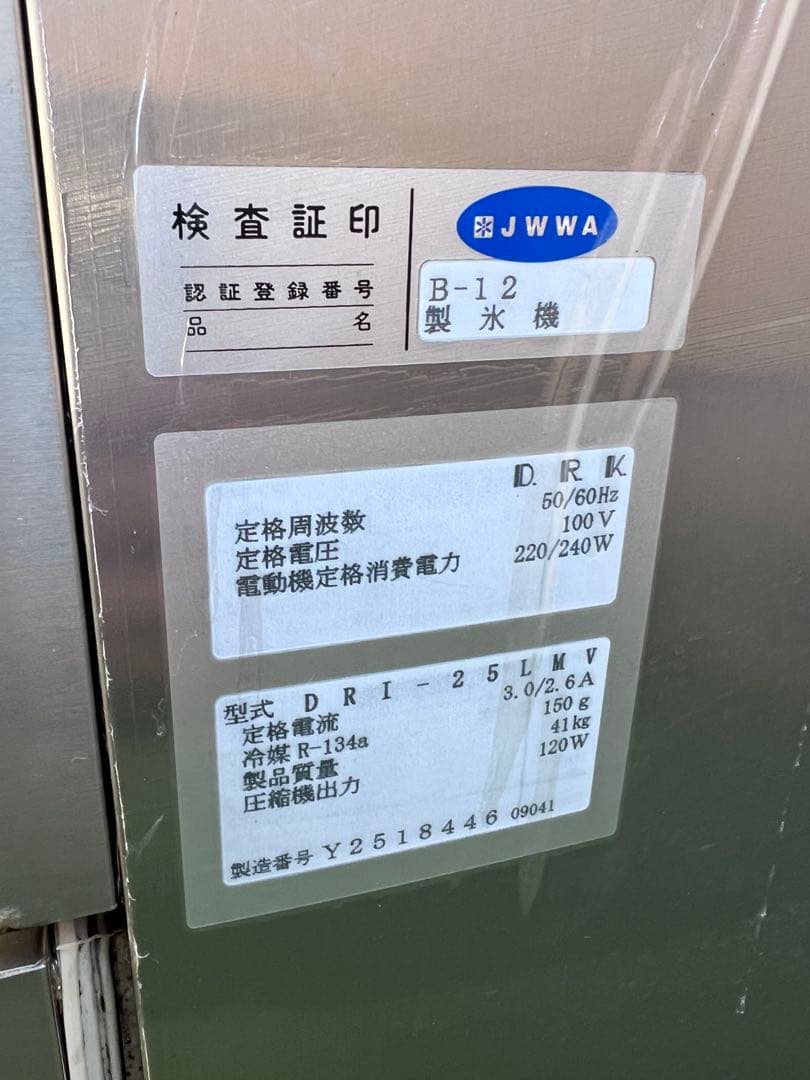 検査証印
JWWA
認証登録番号 B-12
品名 製氷機
D.R.K
定格周波数 50/60Hz
定格電圧 100V
電動機定格消費電力 220/240W
型式 DRI-25LMV
定格電流 3.0/2.6A
冷媒 R-134a 150g
製品質量 41kg
圧縮機出力 120W
製造番号 Y2518446 09041